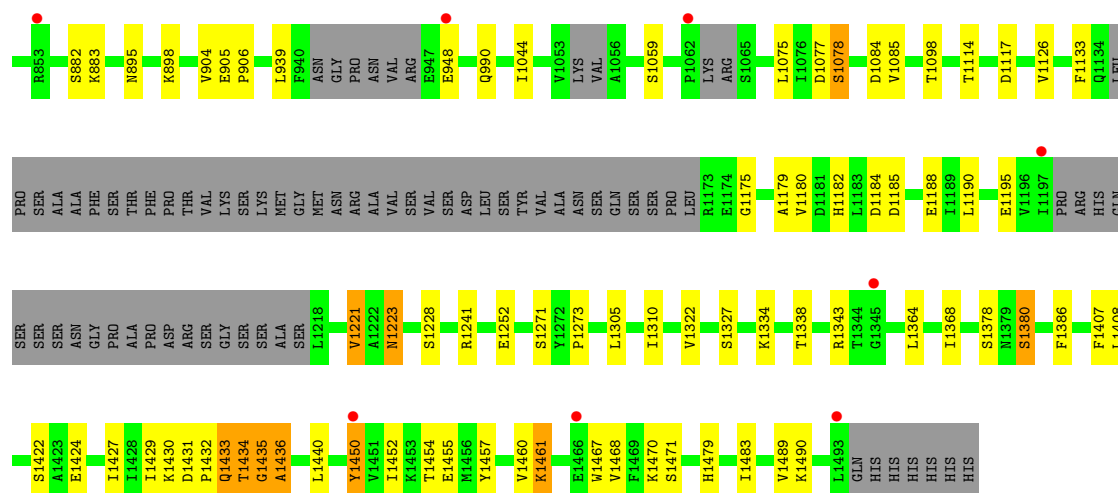 R853 S882 K883 N895 K898 V904 E905 P906 L939 F940 ASN GLY PRO ASN VAL ARG E947 E948 Q990 I1044 V1053 LYS VAL A1056 S1059 P1062 LYS ARG S1065 L1075 I1076 D1077 S1078 D1084 V1085 T1098 T1114 D1117 V1126 F1133 Q1134 LEU
PRO SER ALA ALA PHE SER THR PHE PRO THR VAL LYS SER LYS MET GLY MET ASN ARG ALA VAL SER VAL SER ASP LEU SER TYR VAL ALA ASN SER GLN SER SER PRO LEU R1173 E1174 G1175 A1179 V1180 D1181 H1182 L1183 D1184 D1185 E1188 I1189 L1190 E1195 V1196 I1197 PRO ARG HIS GLN
SER SER SER ASN GLY PRO ALA PRO ASP ARG SER GLY SER SER ALA SER L1218 V1221 A1222 N1223 S1228 R1241 E1252 S1271 Y1272 P1273 L1305 I1310 V1322 S1327 K1334 T1338 R1343 T1344 G1345 L1364 I1368 S1378 N1379 S1380 F1386 F1407 L1408
S1422 A1423 E1424 I1427 I1428 I1429 K1430 D1431 P1432 Q1433 T1434 G1435 A1436 L1440 Y1450 V1451 I1452 K1453 T1454 E1455 M1456 Y1457 V1460 K1461 E1466 W1467 V1468 F1469 K1470 S1471 H1479 I1483 V1489 K1490 L1493 GLN HIS HIS HIS HIS HIS HIS